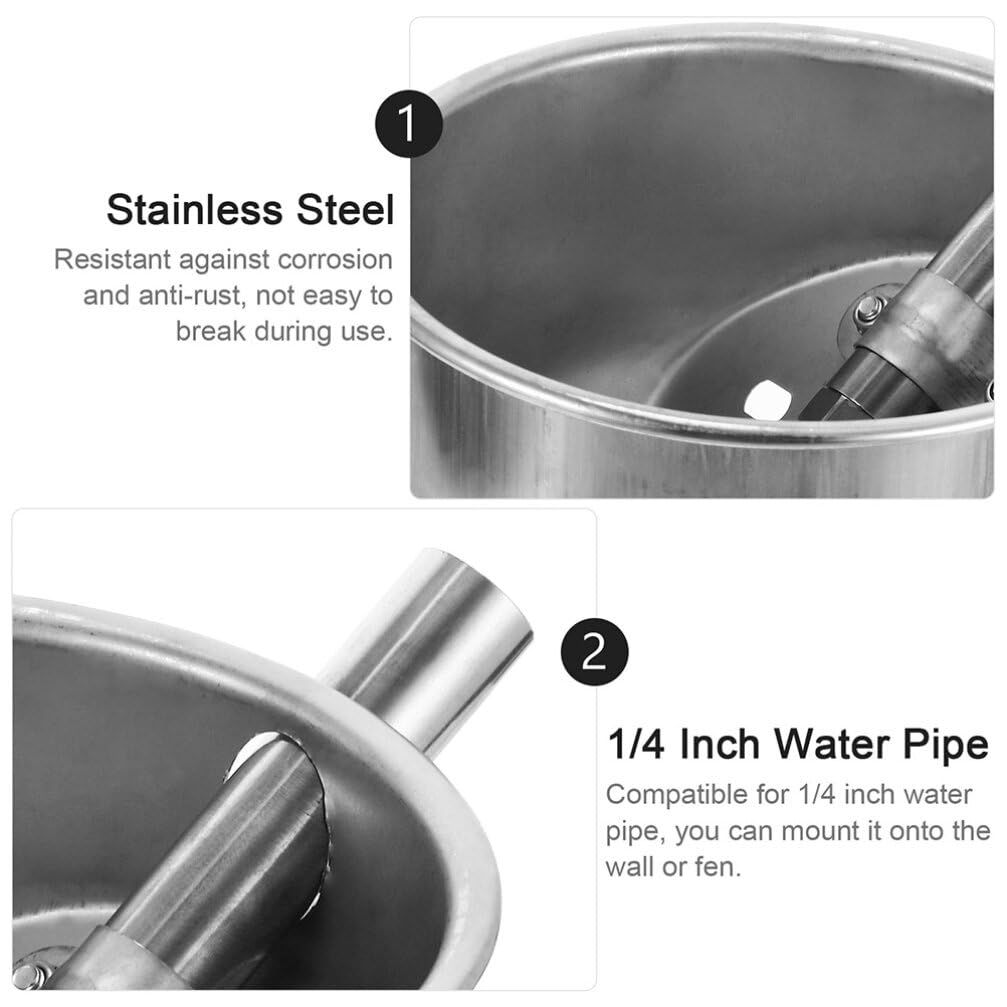 1
Stainless Steel
Resistant against corrosion
and anti-rust, not easy to
break during use.
2
1/4 Inch Water Pipe
Compatible for 1/4 inch water
pipe, you can mount it onto the
wall or fen.